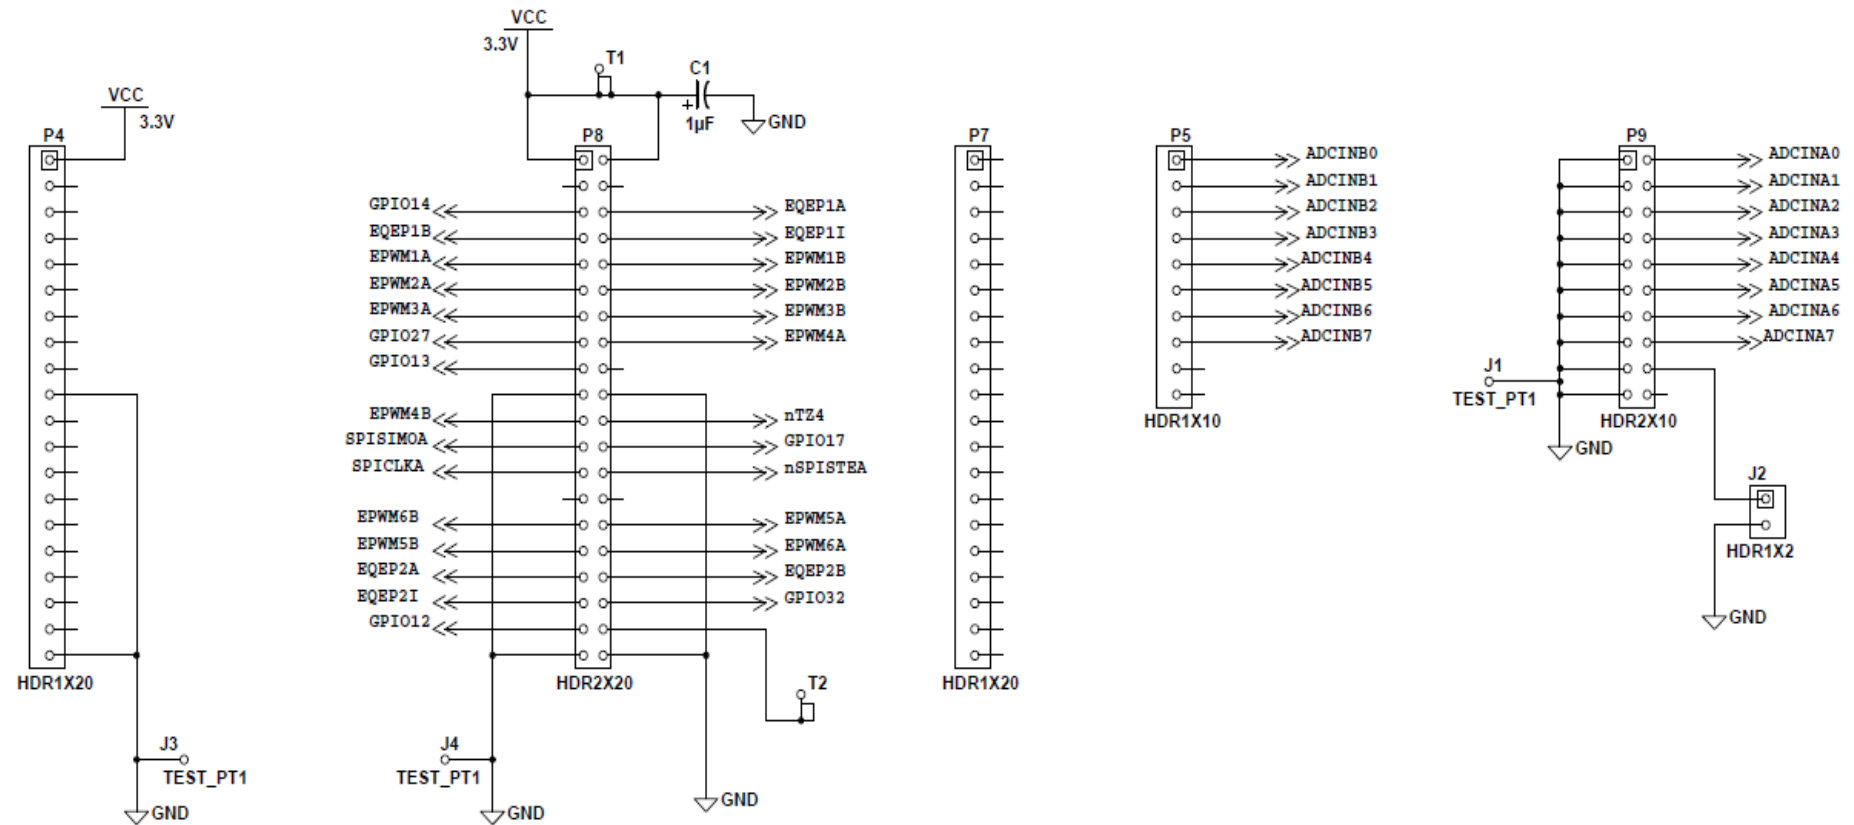 VCC
3.3V
P4
HDR1X20
J3
TEST_PT1
GND
VCC
3.3V
T1
C1
1µF
GND
P8
GPIO14
EQEP1B
EPWM1A
EPWM2A
EPWM3A
GPIO27
GPIO13
EPWM4B
SPISIMOA
SPICLKA
EPWM6B
EPWM5B
EQEP2A
EQEP2I
GPIO12
EQEP1A
EQEP1I
EPWM1B
EPWM2B
EPWM3B
EPWM4A
nTZ4
GPIO17
nSPISTEA
EPWM5A
EPWM6A
EQEP2B
GPIO32
HDR2X20
T2
J4
TEST_PT1
GND
GND
P7
HDR1X20
P5
ADCINB0
ADCINB1
ADCINB2
ADCINB3
ADCINB4
ADCINB5
ADCINB6
ADCINB7
HDR1X10
P9
ADCINA0
ADCINA1
ADCINA2
ADCINA3
ADCINA4
ADCINA5
ADCINA6
ADCINA7
J1
TEST_PT1
HDR2X10
GND
J2
HDR1X2
GND